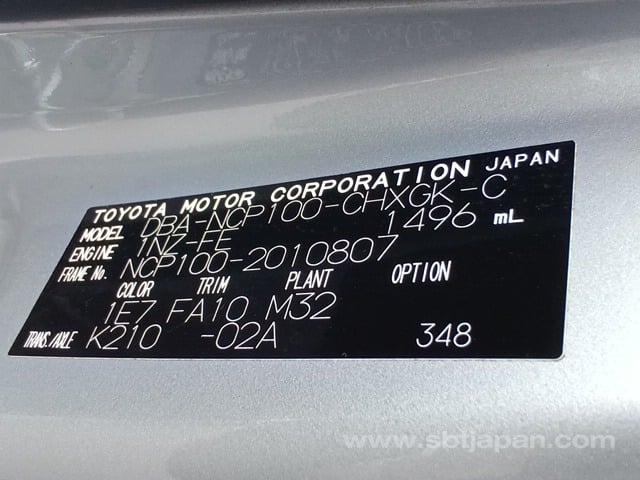 TOYOTA MOTOR CORPORATION JAPAN
MODEL DBA-NCP100-CHXGK-C
ENGINE 1NZ-FE 1496 mL
FRAME No. NCP100-2010807
COLOR TRIM PLANT OPTION
1E7 FA10 M32
TRANS./AXLE K210 -02A 348
www.sbtjapan.com